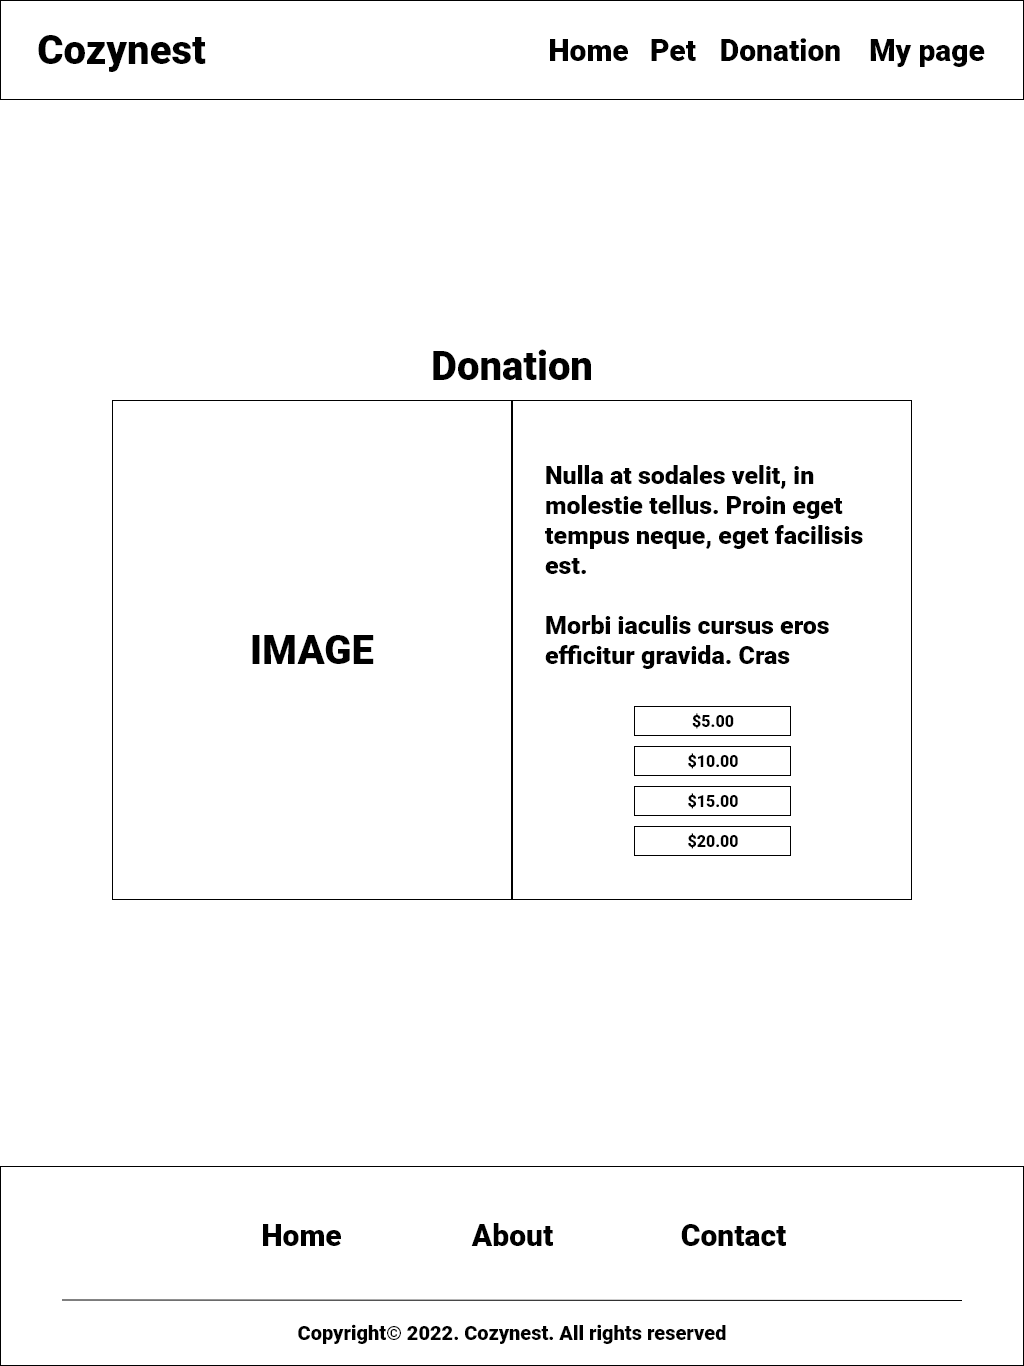 Cozynest
Home Pet Donation My page
Donation
IMAGE
Nulla at sodales velit, in
molestie tellus. Proin eget
tempus neque, eget facilisis
est.
Morbi iaculis cursus eros
efficitur gravida. Cras
$5.00
$10.00
$15.00
$20.00
Home About Contact
Copyright© 2022. Cozynest. All rights reserved